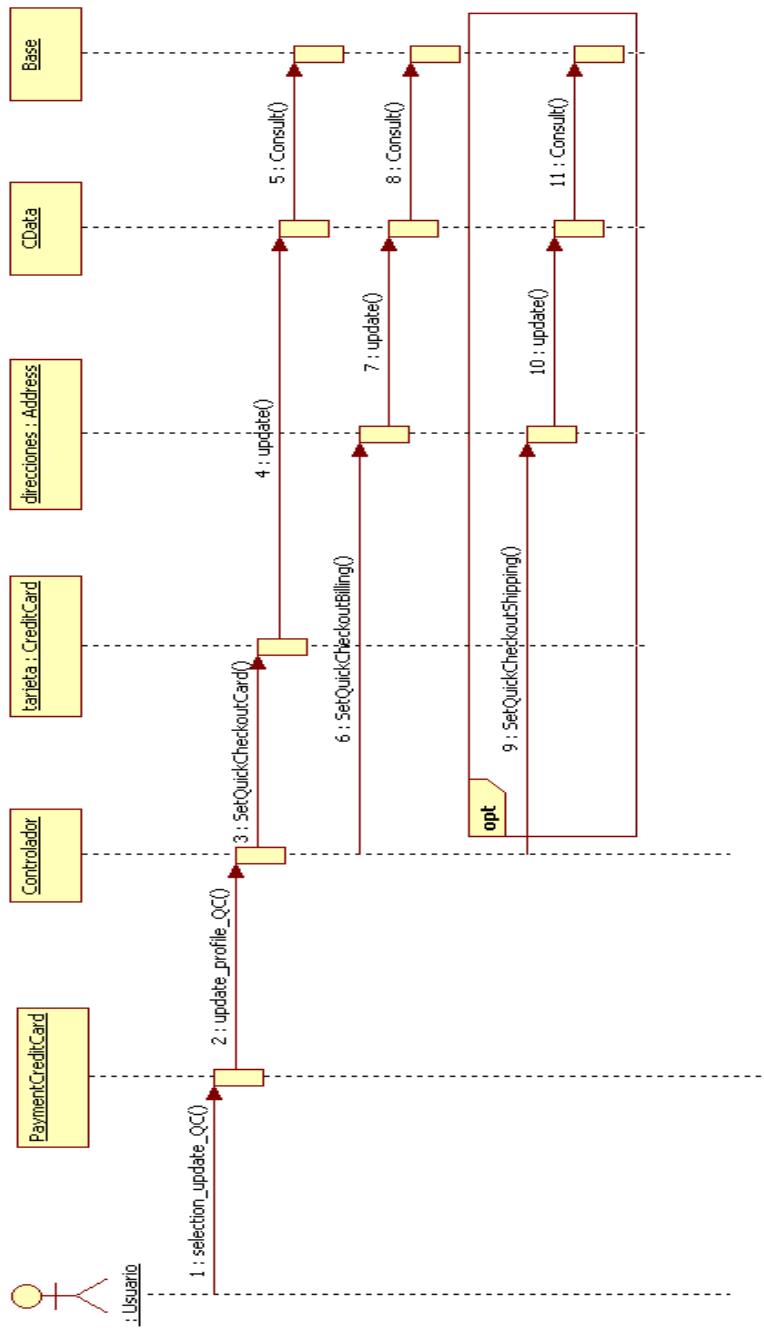 : Usuario
PaymentCreditCard
Controlador
tarjeta : CreditCard
direcciones : Address
CData
Base
1 : selection_update_QC()
2 : update_profile_QC()
3 : SetQuickCheckoutCard()
4 : update()
5 : Consult()
6 : SetQuickCheckoutBilling()
7 : update()
8 : Consult()
opt
9 : SetQuickCheckoutShipping()
10 : update()
11 : Consult()